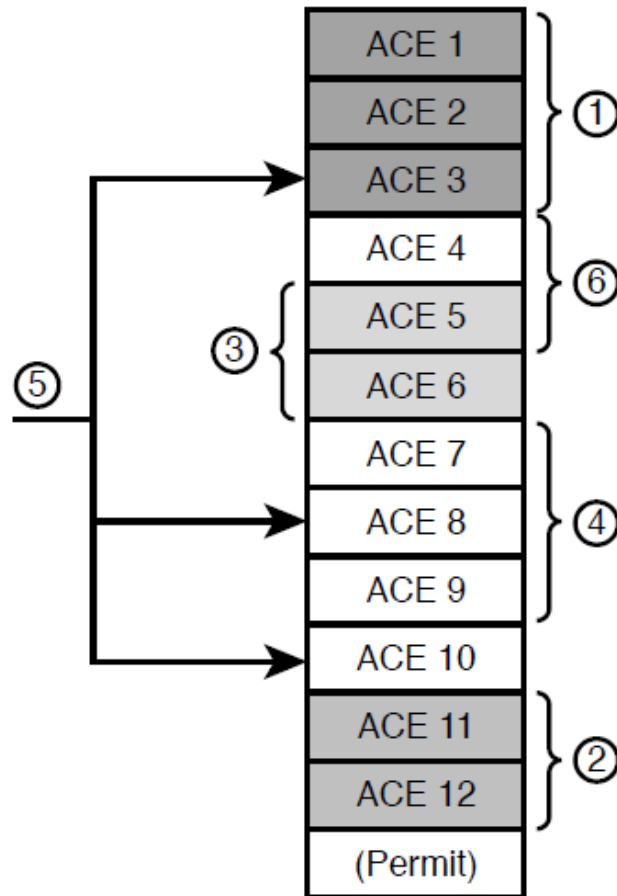 ACE 1
ACE 2
①
ACE 3
ACE 4
⑥
ACE 5
③
⑤
ACE 6
ACE 7
ACE 8
④
ACE 9
ACE 10
ACE 11
②
ACE 12
(Permit)